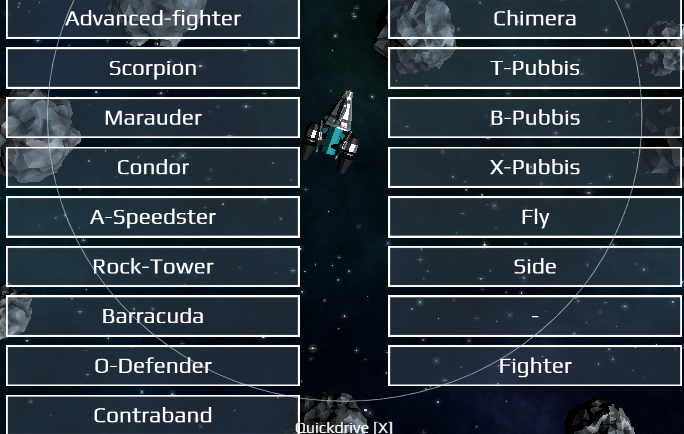 Advanced-fighter
Scorpion
Marauder
Condor
A-Speedster
Rock-Tower
Barracuda
O-Defender
Contraband
Chimera
T-Pubbis
B-Pubbis
X-Pubbis
Fly
Side
-
Fighter
Quickdrive [X]